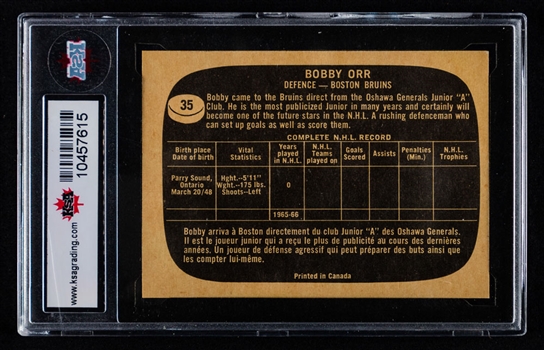 KSA
www.ksagrading.com
KSA
10457615
35
BOBBY ORR
DEFENCE — BOSTON BRUINS
Bobby came to the Bruins direct from the Oshawa Generals Junior "A"
Club. He is the most publicized Junior in many years and certainly will
become one of the future stars in the N.H.L. A rushing defenceman who
can set up goals as well as score them.
COMPLETE N.H.L. RECORD
Birth place
Date of birth
Vital
Statistics
Years
played
in N.H.L.
N.H.L.
Teams
played on
Goals
Scored
Assists
Penalties
(Min.)
N.H.L.
Trophies
Parry Sound,
Ontario
March 20/48
Hght.–5'11"
Wght.–175 lbs.
Shoots–Left
0
1965-66
Bobby arriva à Boston directement du club Junior "A" des Oshawa Generals.
Il est le joueur junior qui a reçu le plus de publicité au cours des dernières
années. Un joueur de défense agressif qui peut préparer des buts ainsi que
les compter lui-même.
Printed in Canada